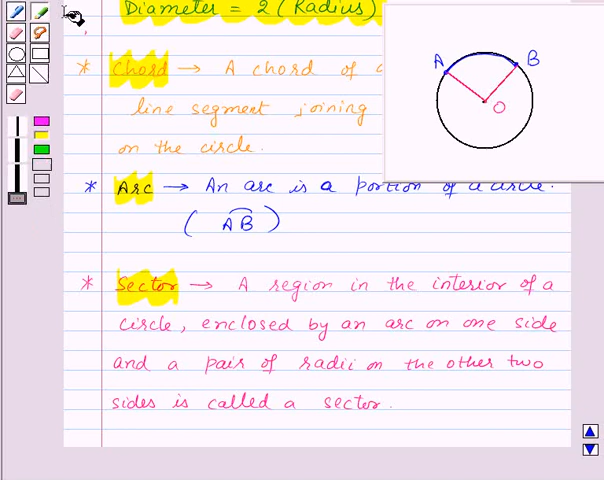 Diameter = 2 (Radius)
* Chord → A chord of a
line segment joining
on the circle.
* Arc → An arc is a portion of a circle.
( AB )
* Sector → A region in the interior of a
circle, enclosed by an arc on one side
and a pair of radii on the other two
sides is called a sector.
A B
O